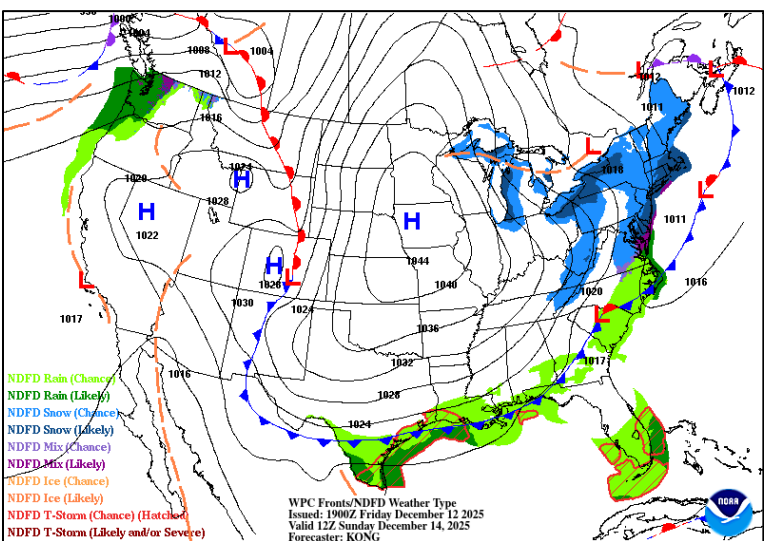 1000
1004
1008
L
1004
1012
1016
L
1012
L
1012
1011
L
1018
1024
H
1020
1028
H
1022
H
1044
L
1011
H
1026
L
1040
1020
1016
1030
1024
L
L
1017
1036
1017
1016
1032
1028
1024
NDFD Rain (Chance)
NDFD Rain (Likely)
NDFD Snow (Chance)
NDFD Snow (Likely)
NDFD Mix (Chance)
NDFD Mix (Likely)
NDFD Ice (Chance)
NDFD Ice (Likely)
NDFD T-Storm (Chance) (Hatched)
NDFD T-Storm (Likely and/or Severe)
WPC Fronts/NDFD Weather Type
Issued: 1900Z Friday December 12 2025
Valid 12Z Sunday December 14, 2025
Forecaster: KONG
NOAA